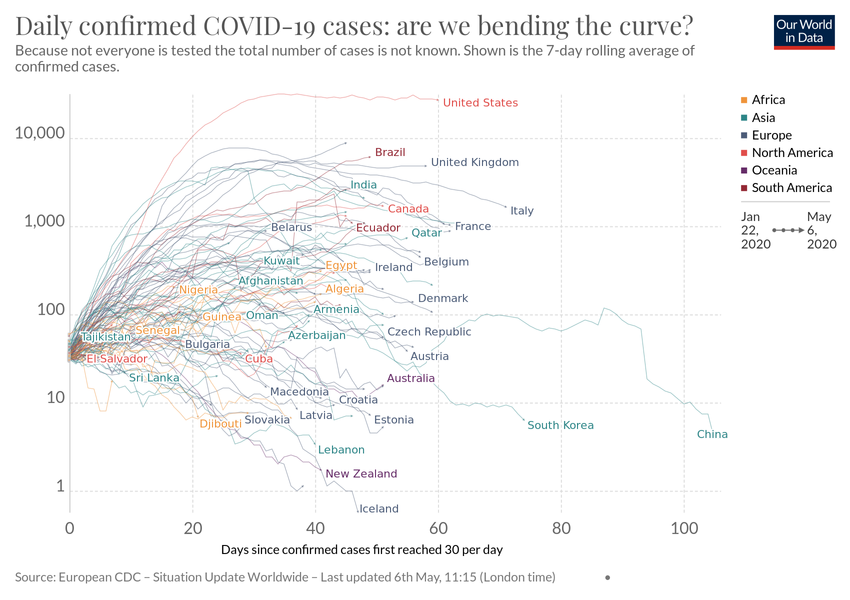 Daily confirmed COVID-19 cases: are we bending the curve?
Because not everyone is tested the total number of cases is not known. Shown is the 7-day rolling average of
confirmed cases.
Our World
in Data
Africa
Asia
Europe
North America
Oceania
South America
Jan
22,
2020
May
6,
2020
10,000
1,000
100
10
1
United States
Brazil
United Kingdom
India
Canada
Italy
Belarus
Ecuador
France
Qatar
Kuwait
Egypt
Ireland
Belgium
Afghanistan
Nigeria
Algeria
Denmark
Guinea
Oman
Armenia
Senegal
Tajikistan
Azerbaijan
Czech Republic
Bulgaria
El Salvador
Cuba
Austria
Sri Lanka
Australia
Macedonia
Croatia
Latvia
Djibouti
Slovakia
Estonia
South Korea
China
Lebanon
New Zealand
Iceland
0
20
40
60
80
100
Days since confirmed cases first reached 30 per day
Source: European CDC – Situation Update Worldwide – Last updated 6th May, 11:15 (London time)